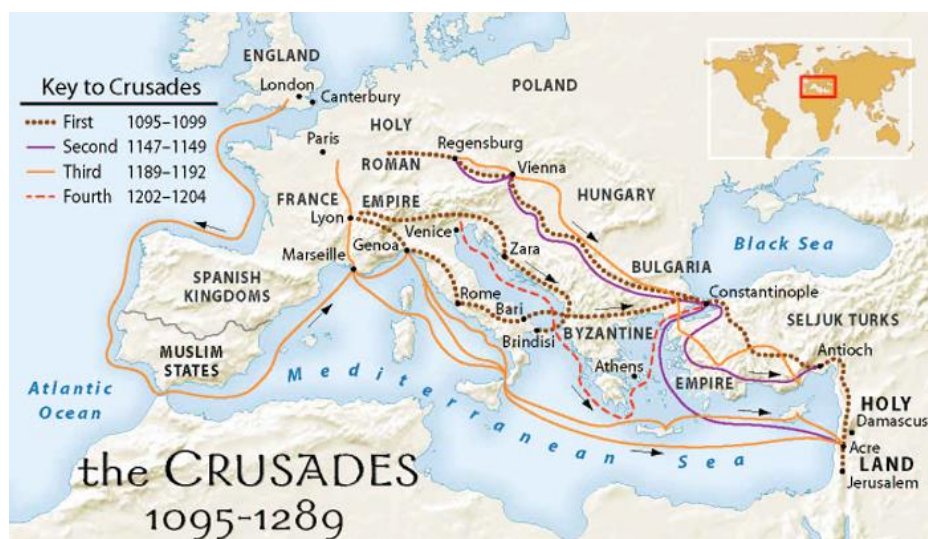 Key to Crusades
First 1095–1099
Second 1147–1149
Third 1189–1192
Fourth 1202–1204
ENGLAND
London
Canterbury
POLAND
Paris
HOLY
ROMAN
EMPIRE
Regensburg
Vienna
HUNGARY
FRANCE
Lyon
Venice
Genoa
Zara
Marseille
Black Sea
BULGARIA
Constantinople
SPANISH
KINGDOMS
Rome
Bari
Brindisi
BYZANTINE
EMPIRE
SELJUK TURKS
MUSLIM
STATES
Athens
Antioch
Atlantic
Ocean
Mediterranean Sea
HOLY
LAND
Damascus
Acre
Jerusalem
the CRUSADES
1095-1289